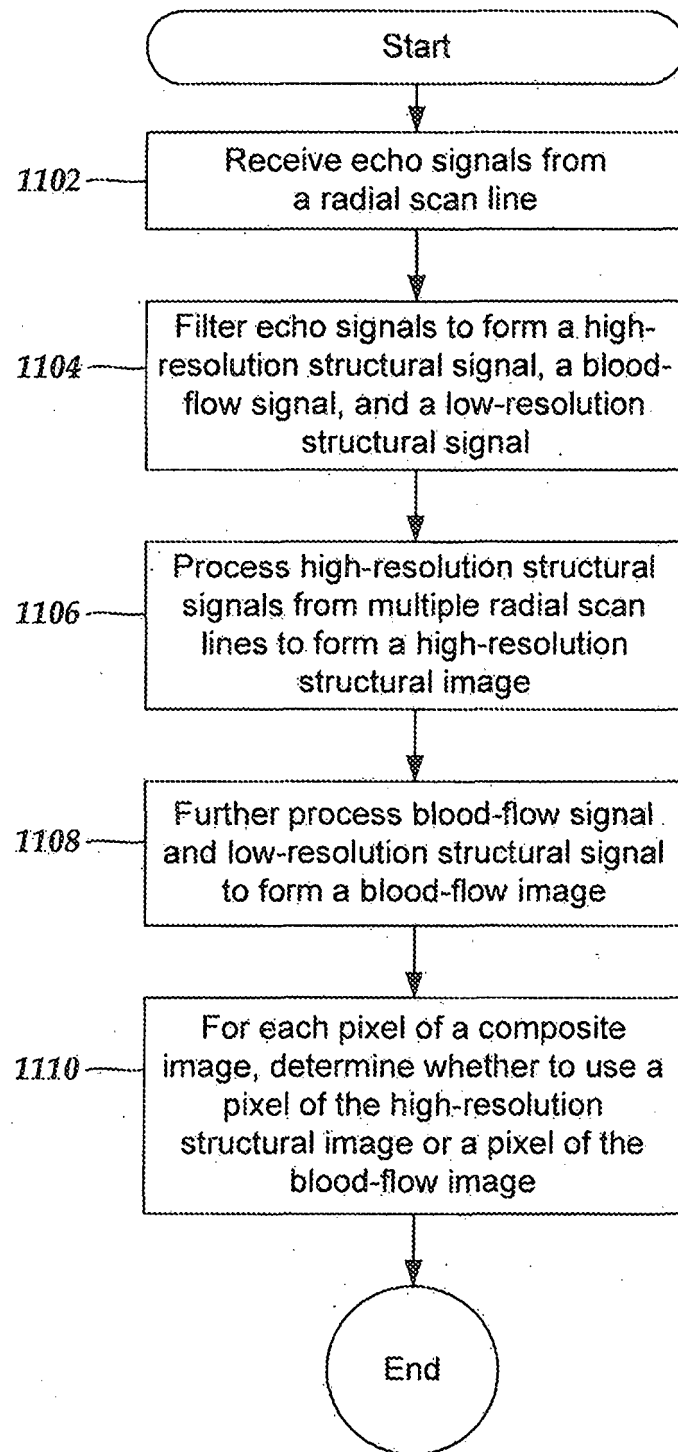 Start
1102
Receive echo signals from
a radial scan line
1104
Filter echo signals to form a high-
resolution structural signal, a blood-
flow signal, and a low-resolution
structural signal
1106
Process high-resolution structural
signals from multiple radial scan
lines to form a high-resolution
structural image
1108
Further process blood-flow signal
and low-resolution structural signal
to form a blood-flow image
1110
For each pixel of a composite
image, determine whether to use a
pixel of the high-resolution
structural image or a pixel of the
blood-flow image
End